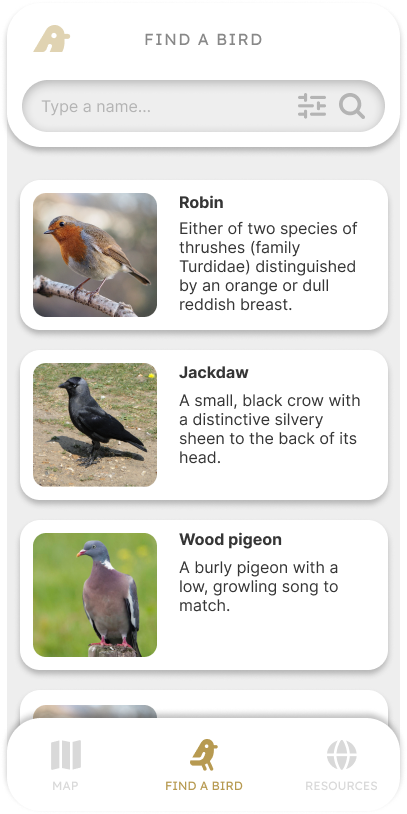 FIND A BIRD
Type a name...
Robin
Either of two species of
thrushes (family
Turdidae) distinguished
by an orange or dull
reddish breast.
Jackdaw
A small, black crow with
a distinctive silvery
sheen to the back of its
head.
Wood pigeon
A burly pigeon with a
low, growling song to
match.
MAP
FIND A BIRD
RESOURCES